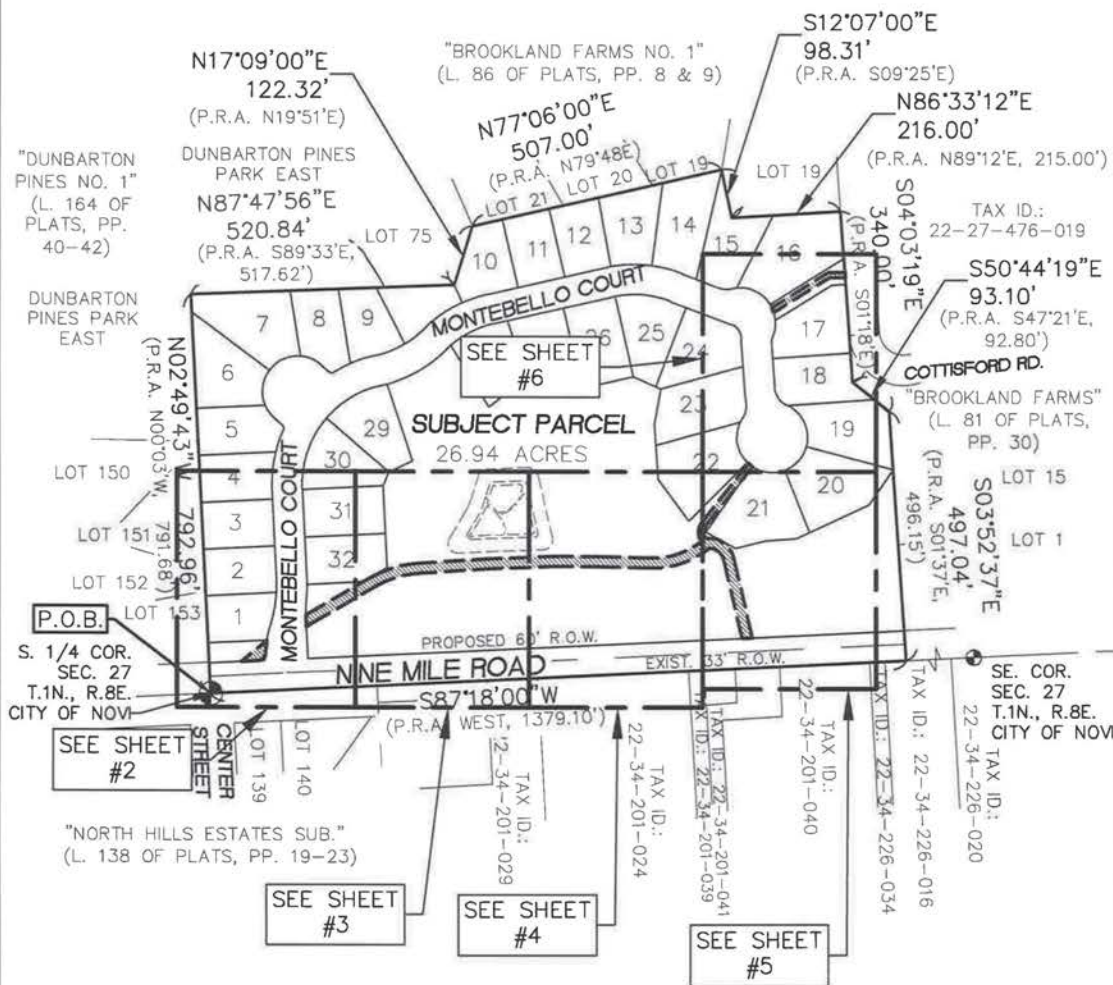 N17°09'00"E
122.32'
(P.R.A. N19°51'E)
"BROOKLAND FARMS NO. 1"
(L. 86 OF PLATS, PP. 8 & 9)
S12°07'00"E
98.31'
(P.R.A. S09°25'E)
N77°06'00"E
507.00'
(P.R.A. N79°48'E)
N86°33'12"E
216.00'
(P.R.A. N89°12'E, 215.00')
"DUNBARTON
PINES NO. 1"
(L. 164 OF
PLATS, PP.
40-42)
DUNBARTON PINES
PARK EAST
N87°47'56"E
520.84'
(P.R.A. S89°33'E,
517.62')
LOT 75
LOT 21
LOT 20
LOT 19
LOT 19
S04°03'19"E
340.00'
(P.R.A. S01°18'E)
TAX ID.:
22-27-476-019
S50°44'19"E
93.10'
(P.R.A. S47°21'E,
92.80')
COTTISFORD RD.
"BROOKLAND FARMS"
(L. 81 OF PLATS,
PP. 30)
DUNBARTON
PINES PARK
EAST
N02°49'43"W 792.96'
(P.R.A. N00°03'W,
791.68')
10
11
12
13
14
15
16
7
8
9
6
5
4
3
2
1
MONTEBELLO COURT
26
25
24
23
22
17
18
19
20
21
29
30
31
32
SEE SHEET
#6
SUBJECT PARCEL
26.94 ACRES
MONTEBELLO COURT
LOT 150
LOT 151
LOT 152
LOT 153
LOT 15
LOT 1
S03°52'37"E
497.04'
(P.R.A. S01°37'E,
496.15')
P.O.B.
S. 1/4 COR.
SEC. 27
T.1N., R.8E.
CITY OF NOVI
PROPOSED 60' R.O.W.
NINE MILE ROAD
EXIST. 33' R.O.W.
S87°18'00"W
(P.R.A. WEST, 1379.10')
SE. COR.
SEC. 27
T.1N., R.8E.
CITY OF NOVI
SEE SHEET
#2
CENTER
STREET
LOT 139
LOT 140
TAX ID.:
22-34-201-029
TAX ID.:
22-34-201-024
TAX ID.: 22-34-201-039
TAX ID.: 22-34-201-041
TAX ID.:
22-34-201-040
TAX ID.: 22-34-226-034
TAX ID.: 22-34-226-016
TAX ID.:
22-34-226-020
"NORTH HILLS ESTATES SUB."
(L. 138 OF PLATS, PP. 19-23)
SEE SHEET
#3
SEE SHEET
#4
SEE SHEET
#5